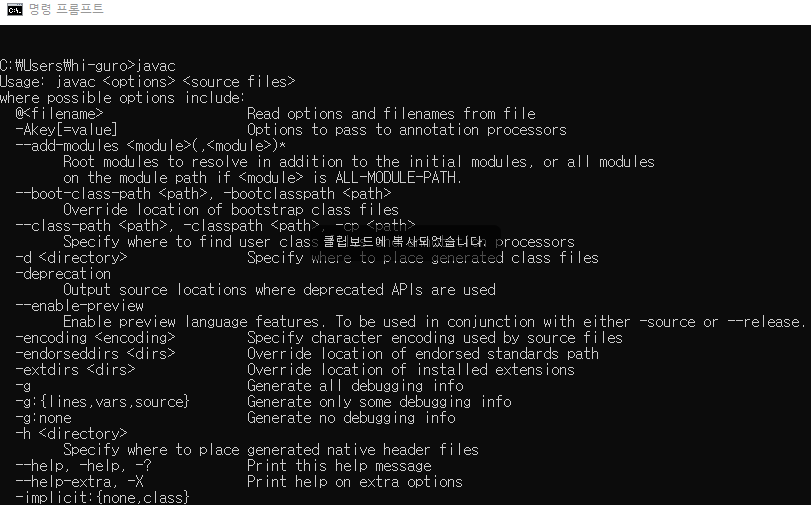 명령 프롬프트
C:₩Users₩hi-guro>javac
Usage: javac <options> <source files>
where possible options include:
@<filename> Read options and filenames from file
-Akey[=value] Options to pass to annotation processors
--add-modules <module>(,<module>)*
Root modules to resolve in addition to the initial modules, or all modules
on the module path if <module> is ALL-MODULE-PATH.
--boot-class-path <path>, -bootclasspath <path>
Override location of bootstrap class files
--class-path <path>, -classpath <path>, -cp <path>
Specify where to find user class processors
클립보드에 복사되었습니다.
-d <directory> Specify where to place generated class files
-deprecation
Output source locations where deprecated APIs are used
--enable-preview
Enable preview language features. To be used in conjunction with either -source or --release.
-encoding <encoding> Specify character encoding used by source files
-endorseddirs <dirs> Override location of endorsed standards path
-extdirs <dirs> Override location of installed extensions
-g Generate all debugging info
-g:{lines,vars,source} Generate only some debugging info
-g:none Generate no debugging info
-h <directory>
Specify where to place generated native header files
--help, -help, -? Print this help message
--help-extra, -X Print help on extra options
-implicit:{none,class}